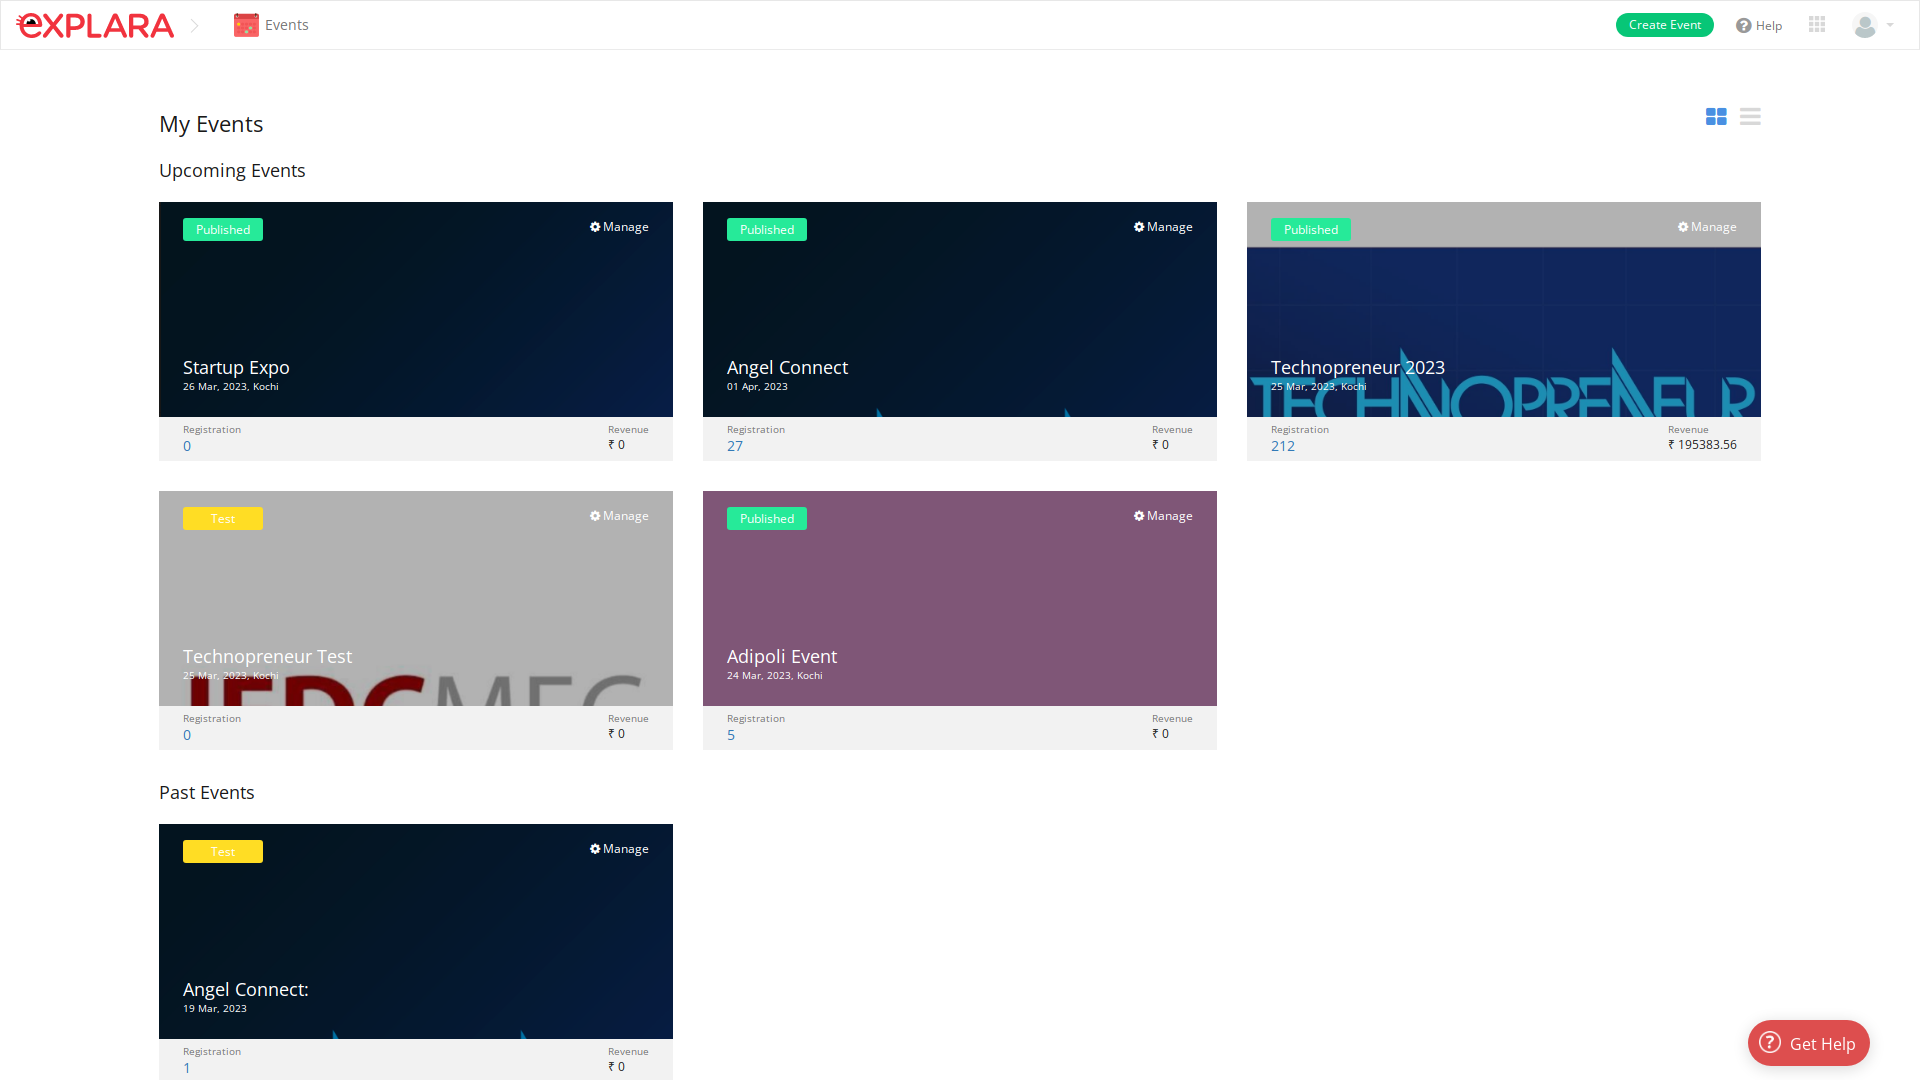 eXPLARA
Events
Create Event
Help
My Events
Upcoming Events
Published
Manage
Startup Expo
26 Mar, 2023, Kochi
Registration
Revenue
0
₹ 0
Published
Manage
Angel Connect
01 Apr, 2023
Registration
Revenue
27
₹ 0
Published
Manage
Technopreneur 2023
25 Mar, 2023, Kochi
TECHNOPRENEUR
Registration
Revenue
212
₹ 195383.56
Test
Manage
Technopreneur Test
25 Mar, 2023, Kochi
IEDCMEC
Registration
Revenue
0
₹ 0
Published
Manage
Adipoli Event
24 Mar, 2023, Kochi
Registration
Revenue
5
₹ 0
Past Events
Test
Manage
Angel Connect:
19 Mar, 2023
Registration
Revenue
1
₹ 0
Get Help